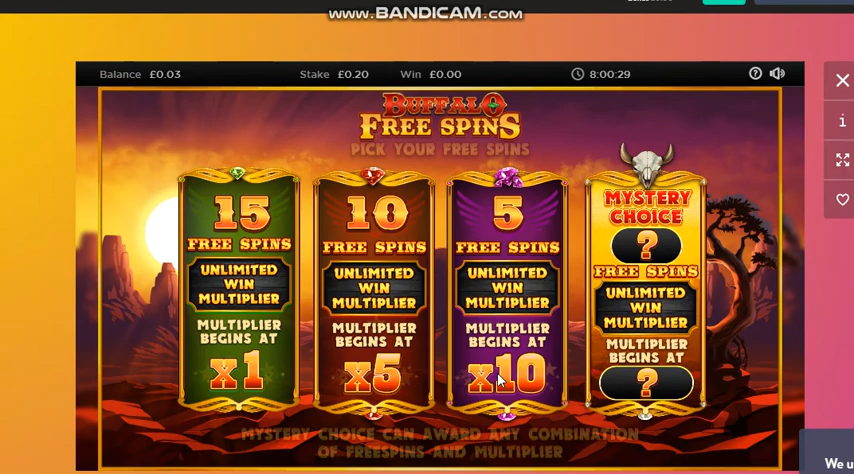 www.BANDICAM.com
Balance £0.03
Stake £0.20
Win £0.00
8:00:29
BUFFALO
FREE SPINS
PICK YOUR FREE SPINS
15
FREE SPINS
UNLIMITED
WIN
MULTIPLIER
MULTIPLIER
BEGINS AT
x1
10
FREE SPINS
UNLIMITED
WIN
MULTIPLIER
MULTIPLIER
BEGINS AT
x5
5
FREE SPINS
UNLIMITED
WIN
MULTIPLIER
MULTIPLIER
BEGINS AT
x10
MYSTERY
CHOICE
?
FREE SPINS
UNLIMITED
WIN
MULTIPLIER
MULTIPLIER
BEGINS AT
?
MYSTERY CHOICE CAN AWARD ANY COMBINATION
OF FREESPINS AND MULTIPLIER
We u